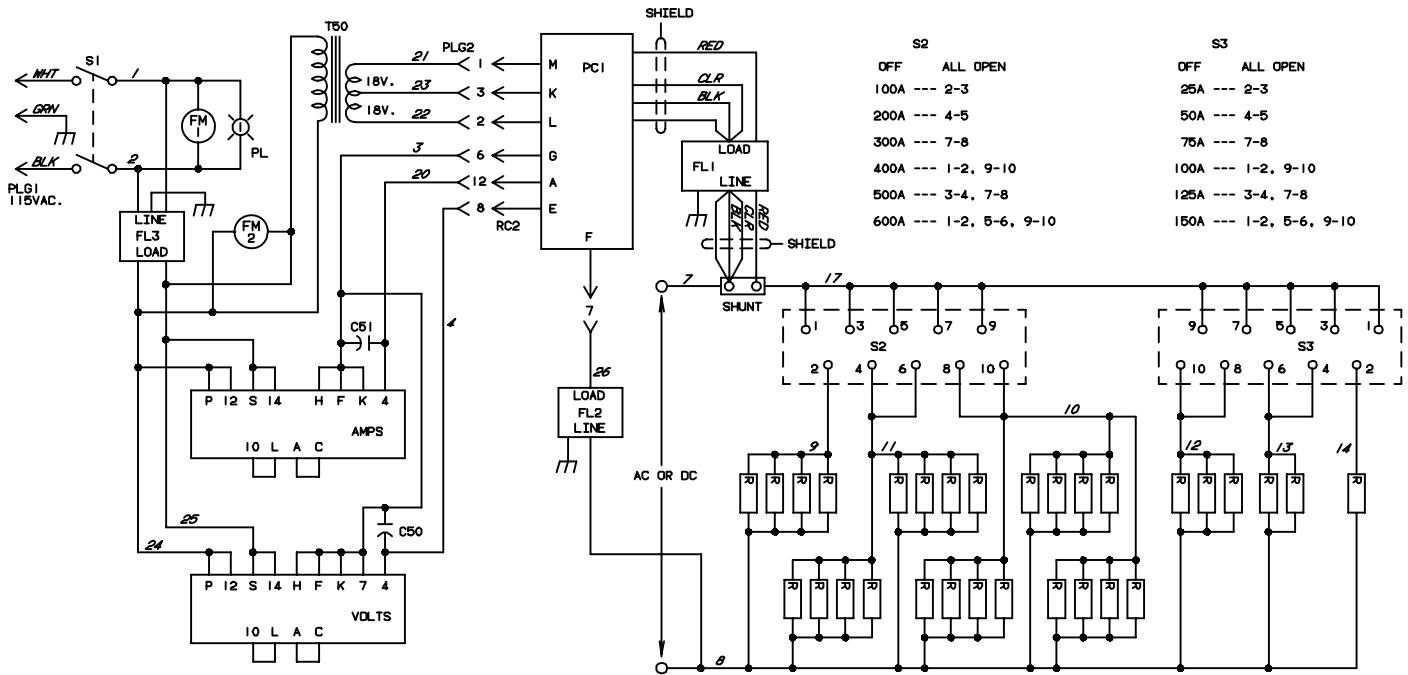 SHIELD
T50
S1
WHT
1
GRN
BLK
2
PLG1
115VAC.
FM
1
PL
18V.
18V.
21
23
22
3
20
PLG2
1
3
2
6
12
8
RC2
M
K
L
G
A
E
PC1
F
RED
CLR
BLK
LOAD
FL1
LINE
BLK
CLR
RED
SHIELD
S2
OFF ALL OPEN
100A --- 2-3
200A --- 4-5
300A --- 7-8
400A --- 1-2, 9-10
500A --- 3-4, 7-8
600A --- 1-2, 5-6, 9-10
S3
OFF ALL OPEN
25A --- 2-3
50A --- 4-5
75A --- 7-8
100A --- 1-2, 9-10
125A --- 3-4, 7-8
150A --- 1-2, 5-6, 9-10
LINE
FL3
LOAD
FM
2
7
SHUNT
17
C51
4
7
26
LOAD
FL2
LINE
AC OR DC
1 3 5 7 9
S2
2 4 6 8 10
9 7 5 3 1
S3
10 8 6 4 2
P 12 S 14 H F K 4
AMPS
10 L A C
9
11
10
12
13
14
R R R R R R R R R R R R R R R R R R
R R R R R R R R R R R R
25
24
C50
P 12 S 14 H F K 7 4
VOLTS
10 L A C
8